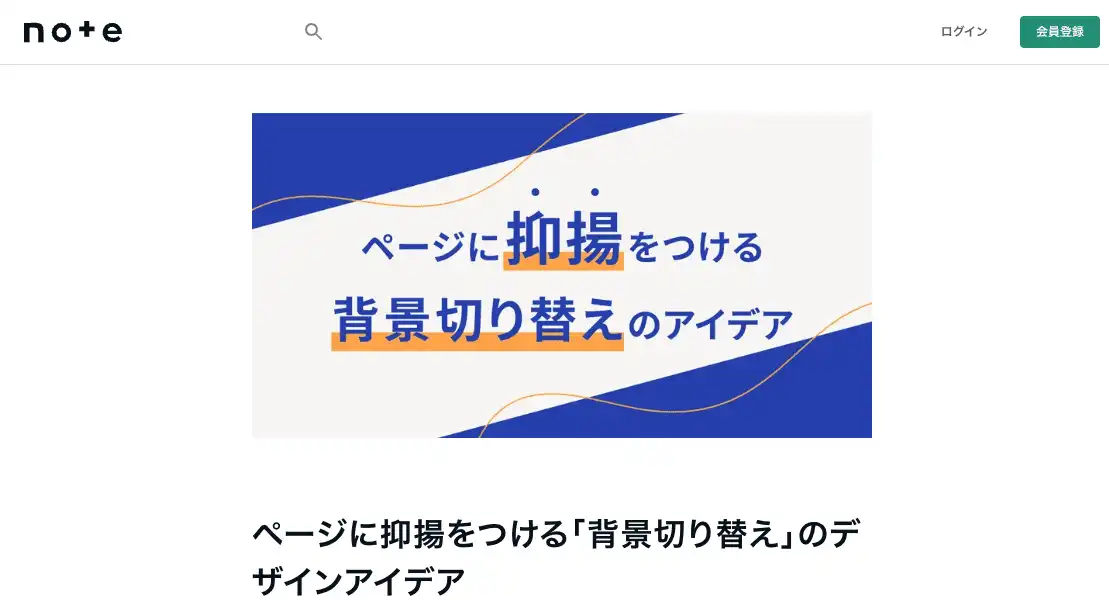 note
ログイン
会員登録
ページに抑揚をつける
背景切り替えのアイデア
ページに抑揚をつける「背景切り替え」のデ
ザインアイデア